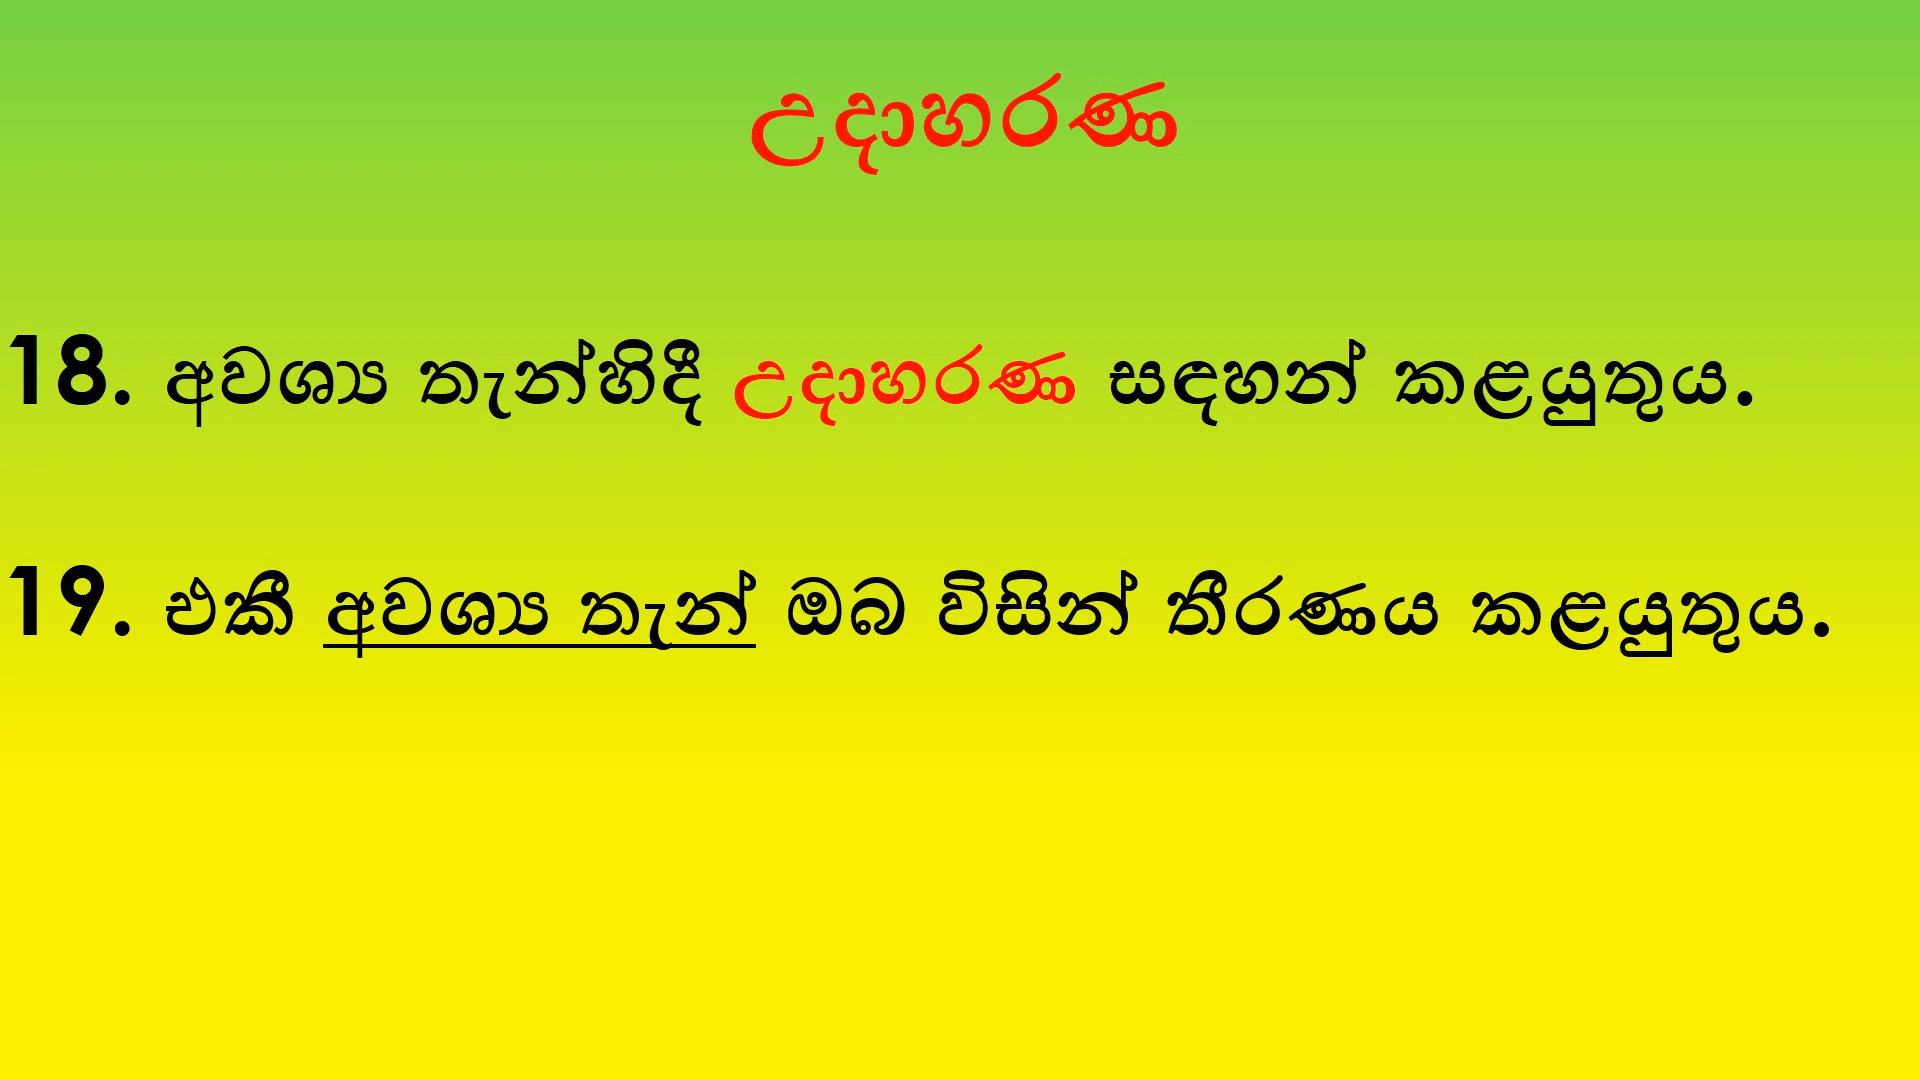 උදාහරණ
18. අවශ්‍ය තැන්හිදී උදාහරණ සඳහන් කළයුතුය.
19. එකී අවශ්‍ය තැන් ඔබ විසින් තීරණය කළයුතුය.